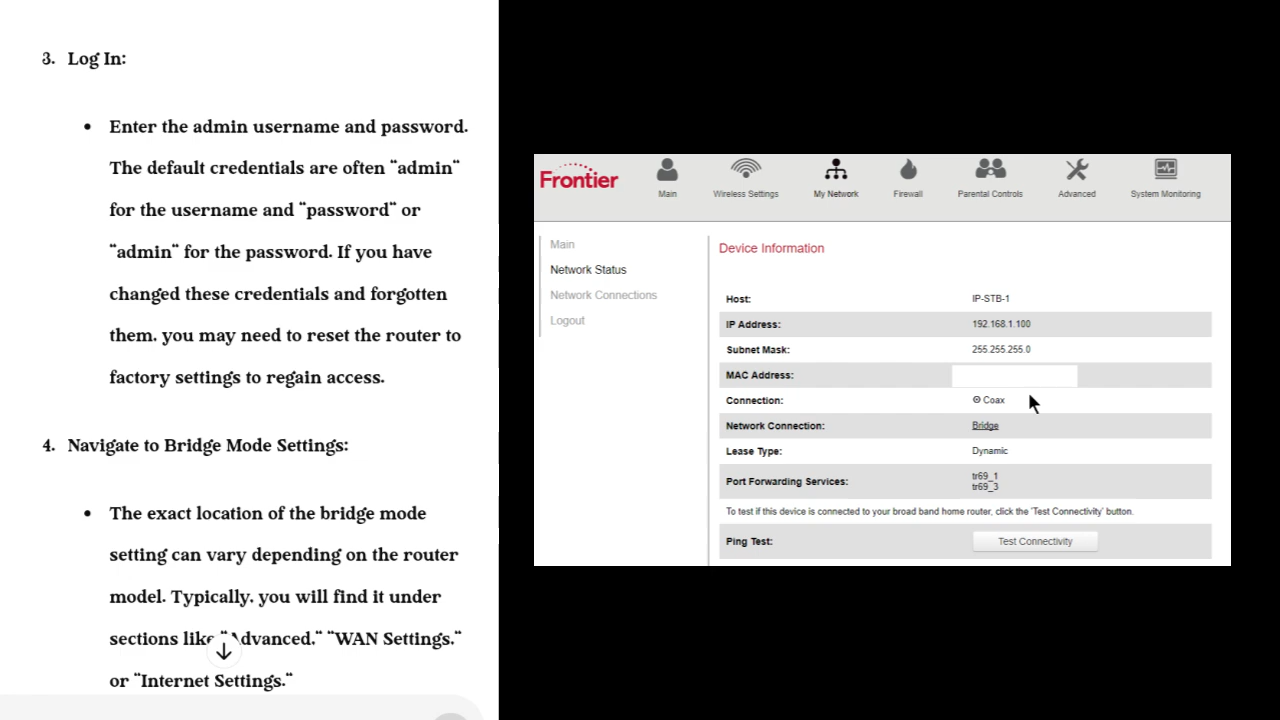 3. Log In:
• Enter the admin username and password.
The default credentials are often "admin"
for the username and "password" or
"admin" for the password. If you have
changed these credentials and forgotten
them. you may need to reset the router to
factory settings to regain access.
4. Navigate to Bridge Mode Settings:
• The exact location of the bridge mode
setting can vary depending on the router
model. Typically. you will find it under
sections like "Advanced." "WAN Settings."
or "Internet Settings."
Frontier
Main Wireless Settings My Network Firewall Parental Controls Advanced System Monitoring
Main
Network Status
Network Connections
Logout
Device Information
Host: IP-STB-1
IP Address: 192.168.1.100
Subnet Mask: 255.255.255.0
MAC Address:
Connection: Coax
Network Connection: Bridge
Lease Type: Dynamic
Port Forwarding Services: tr69_1
tr69_3
To test if this device is connected to your broad band home router, click the 'Test Connectivity' button.
Ping Test: Test Connectivity